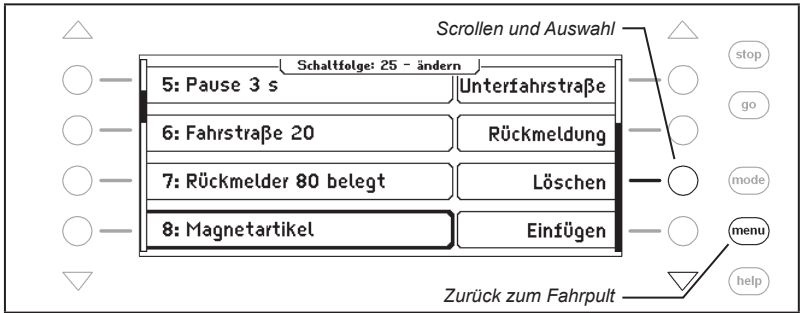 Scrollen und Auswahl
stop
Schaltfolge: 25 - ändern
5: Pause 3 s
Unterfahrstraße
go
6: Fahrstraße 20
Rückmeldung
7: Rückmelder 80 belegt
Löschen
mode
8: Magnetartikel
Einfügen
menu
help
Zurück zum Fahrpult